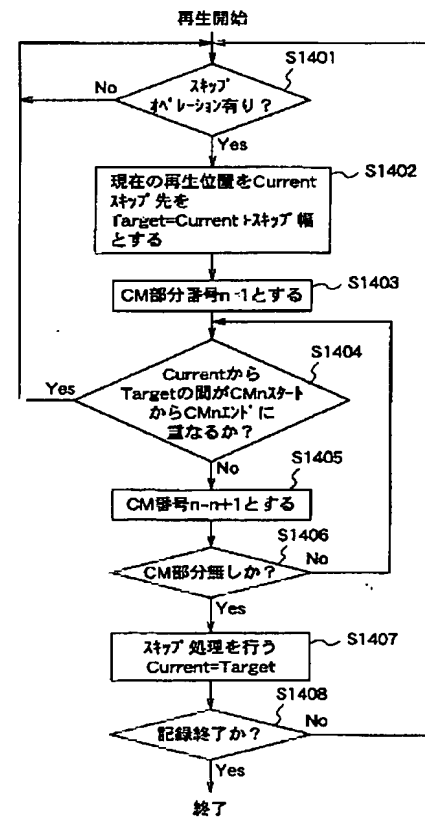 再生開始
S1401
スキップ
オペレーション有り？
No
Yes
S1402
現在の再生位置をCurrent
スキップ先を
Target=Current+スキップ幅
とする
S1403
CM部分番号n=1とする
S1404
Currentから
Targetの間がCMnスタート
からCMnエンドに
重なるか？
Yes
No
S1405
CM番号n=n+1とする
S1406
CM部分無しか？
No
Yes
S1407
スキップ処理を行う
Current=Target
S1408
記録終了か？
No
Yes
終了